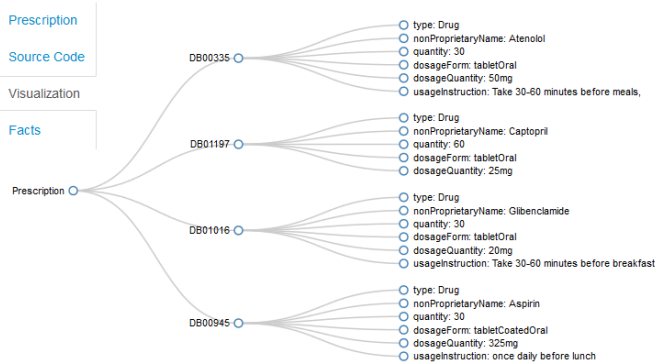 Prescription
Source Code
Visualization
Facts
Prescription
DB00335
type: Drug
nonProprietaryName: Atenolol
quantity: 30
dosageForm: tabletOral
dosageQuantity: 50mg
usageInstruction: Take 30-60 minutes before meals,
DB01197
type: Drug
nonProprietaryName: Captopril
quantity: 60
dosageForm: tabletOral
dosageQuantity: 25mg
DB01016
type: Drug
nonProprietaryName: Glibenclamide
quantity: 30
dosageForm: tabletOral
dosageQuantity: 20mg
usageInstruction: Take 30-60 minutes before breakfast
DB00945
type: Drug
nonProprietaryName: Aspirin
quantity: 30
dosageForm: tabletCoatedOral
dosageQuantity: 325mg
usageInstruction: once daily before lunch